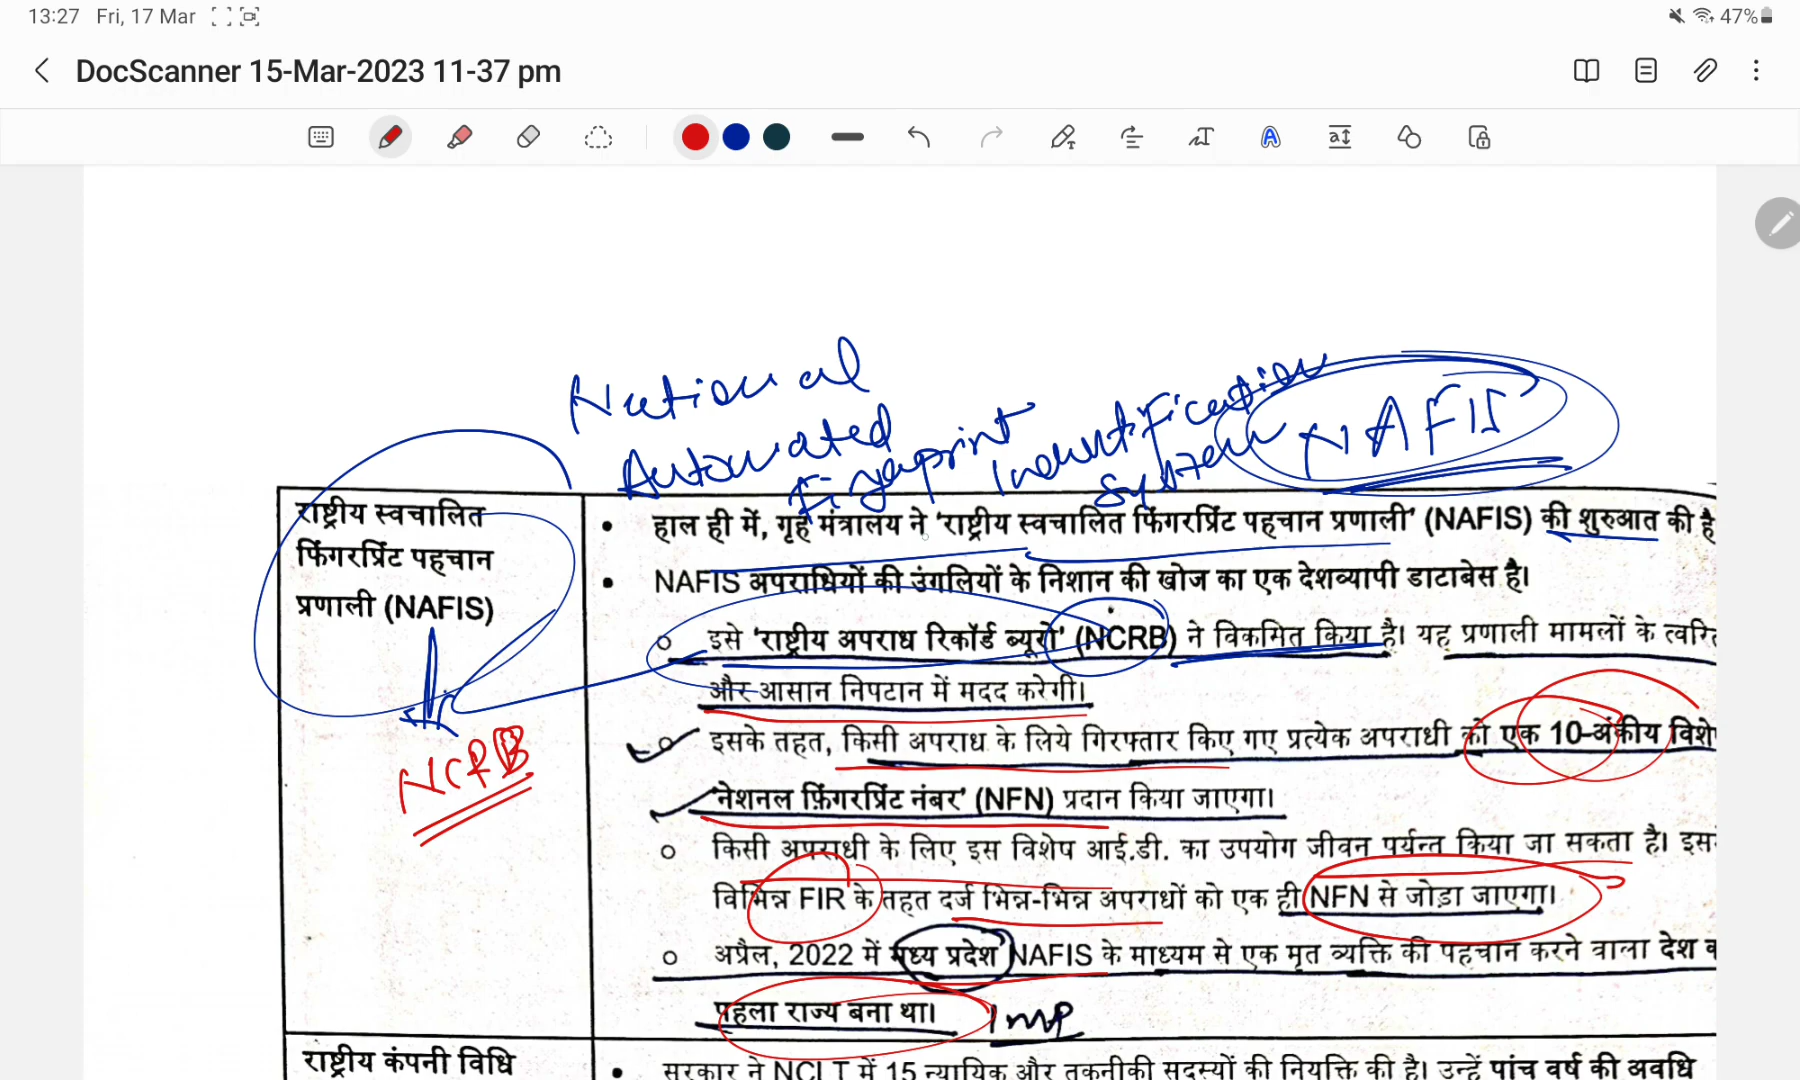 13:27 Fri, 17 Mar 47%
DocScanner 15-Mar-2023 11-37 pm
National
Automated
Fingerprint
Indentification
System
NAFIS
राष्ट्रीय स्वचालित
फिंगरप्रिंट पहचान
प्रणाली (NAFIS)
NCRB
• हाल ही में, गृह मंत्रालय ने 'राष्ट्रीय स्वचालित फिंगरप्रिंट पहचान प्रणाली' (NAFIS) की शुरुआत की है
• NAFIS अपराधियों की उंगलियों के निशान की खोज का एक देशव्यापी डाटाबेस है।
o इसे 'राष्ट्रीय अपराध रिकॉर्ड ब्यूरो' (NCRB) ने विकसित किया है। यह प्रणाली मामलों के त्वरित
और आसान निपटान में मदद करेगी।
o इसके तहत, किसी अपराध के लिये गिरफ्तार किए गए प्रत्येक अपराधी को एक 10-अंकीय विशे
'नेशनल फ़िंगरप्रिंट नंबर' (NFN) प्रदान किया जाएगा।
o किसी अपराधी के लिए इस विशेष आई.डी. का उपयोग जीवन पर्यन्त किया जा सकता है। इस
विभिन्न FIR के तहत दर्ज भिन्न-भिन्न अपराधों को एक ही NFN से जोड़ा जाएगा।
o अप्रैल, 2022 में मध्य प्रदेश NAFIS के माध्यम से एक मृत व्यक्ति की पहचान करने वाला देश क
पहला राज्य बना था। Imp
राष्ट्रीय कंपनी विधि
• सरकार ने NCLT में 15 न्यायिक और तकनीकी सदस्यों की नियुक्ति की है। उन्हें पांच वर्ष की अवधि